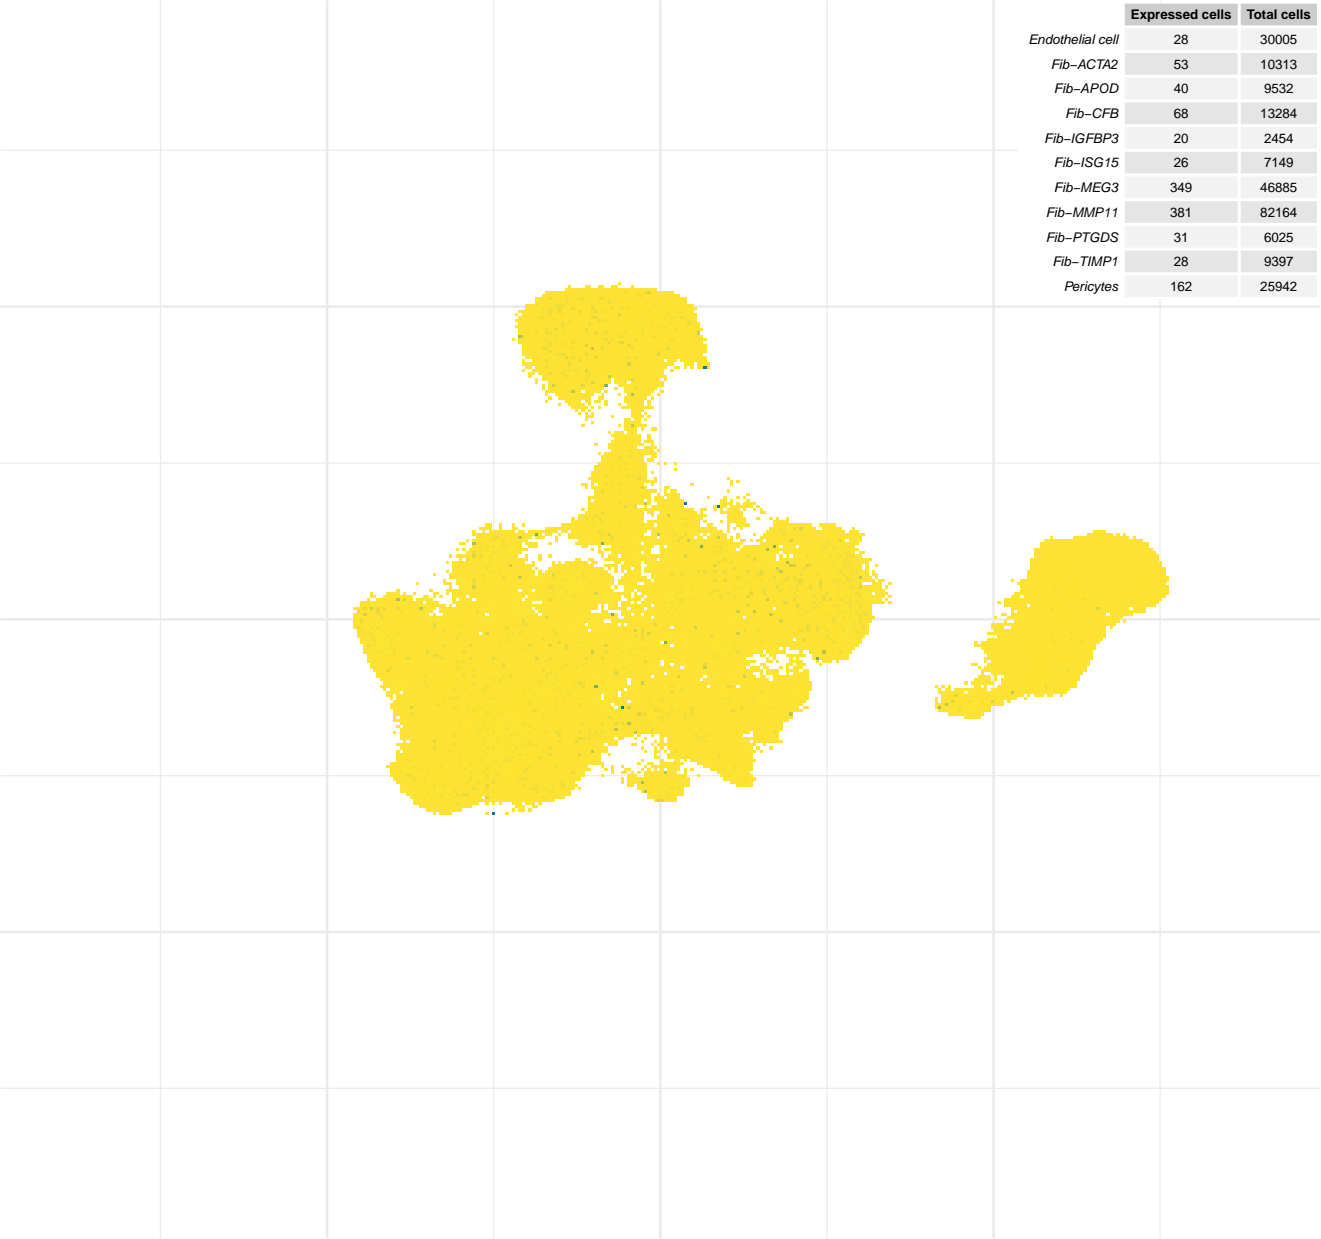 Expressed cells Total cells
Endothelial cell 28 30005
Fib−ACTA2 53 10313
Fib−APOD 40 9532
Fib−CFB 68 13284
Fib−IGFBP3 20 2454
Fib−ISG15 26 7149
Fib−MEG3 349 46885
Fib−MMP11 381 82164
Fib−PTGDS 31 6025
Fib−TIMP1 28 9397
Pericytes 162 25942